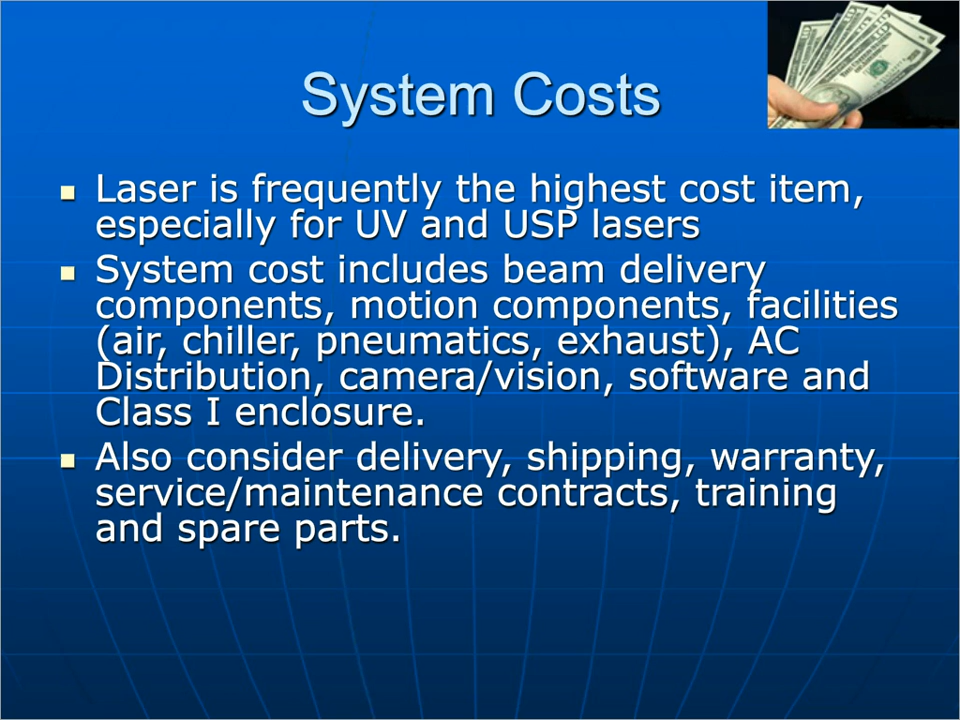 System Costs
Laser is frequently the highest cost item,
especially for UV and USP lasers
System cost includes beam delivery
components, motion components, facilities
(air, chiller, pneumatics, exhaust), AC
Distribution, camera/vision, software and
Class I enclosure.
Also consider delivery, shipping, warranty,
service/maintenance contracts, training
and spare parts.